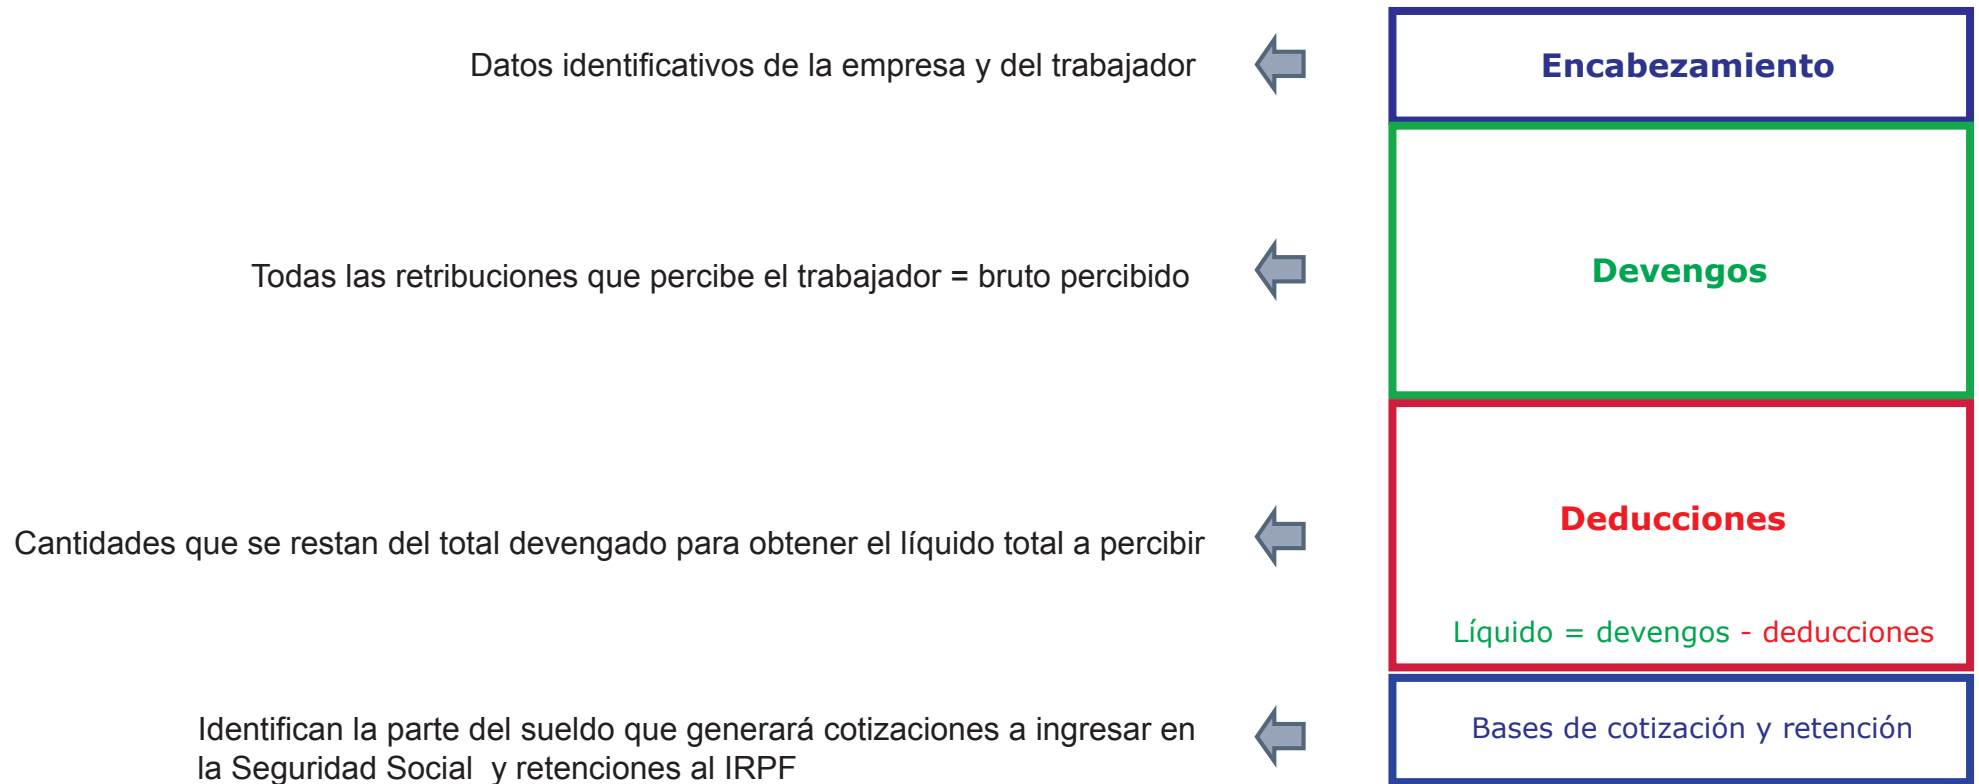 Datos identificativos de la empresa y del trabajador
Encabezamiento
Todas las retribuciones que percibe el trabajador = bruto percibido
Devengos
Cantidades que se restan del total devengado para obtener el líquido total a percibir
Deducciones
Líquido = devengos - deducciones
Identifican la parte del sueldo que generará cotizaciones a ingresar en
la Seguridad Social y retenciones al IRPF
Bases de cotización y retención